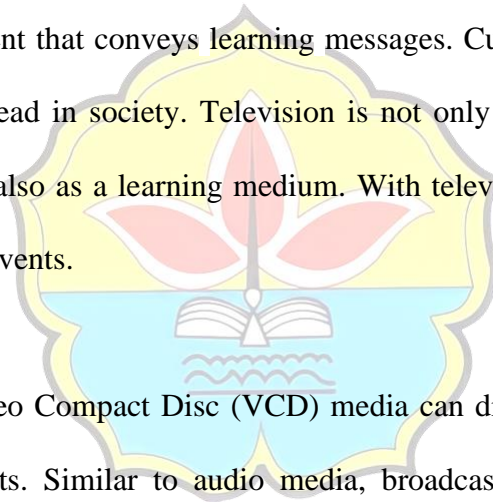 ent that conveys learning messages. Cu
ead in society. Television is not only
also as a learning medium. With telev
vents.
eo Compact Disc (VCD) media can d
ts. Similar to audio media, broadcas